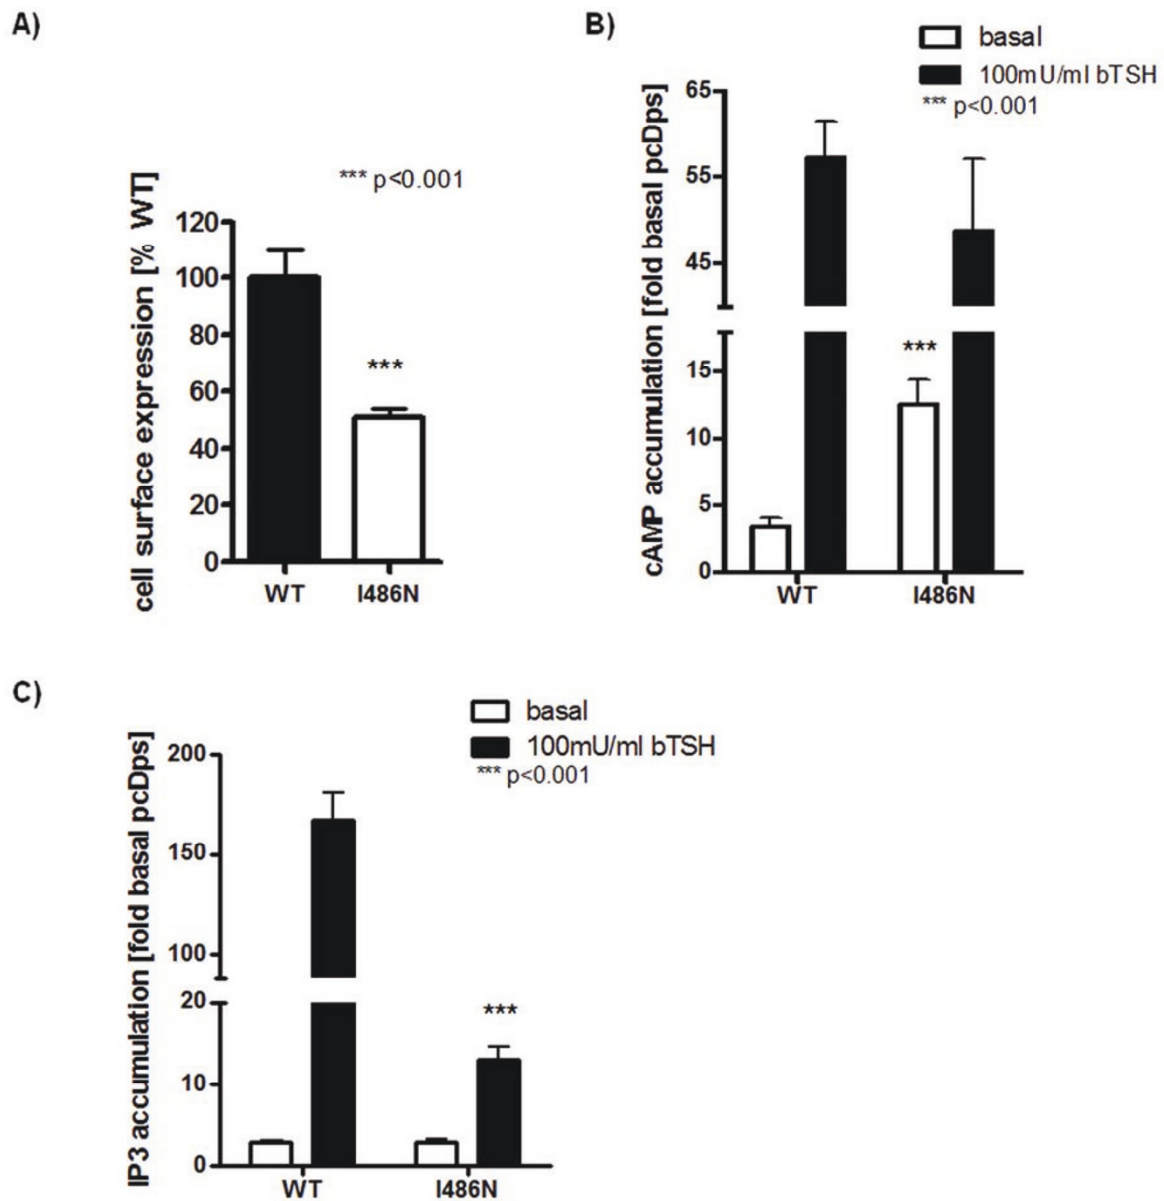 A)
*** p<0.001
cell surface expression [% WT]
120
100
80
60
40
20
0
***
WT
I486N
B)
basal
100mU/ml bTSH
*** p<0.001
cAMP accumulation [fold basal pcDps]
65
55
45
15
10
5
0
***
WT
I486N
C)
basal
100mU/ml bTSH
*** p<0.001
IP3 accumulation [fold basal pcDps]
200
150
100
20
10
0
***
WT
I486N